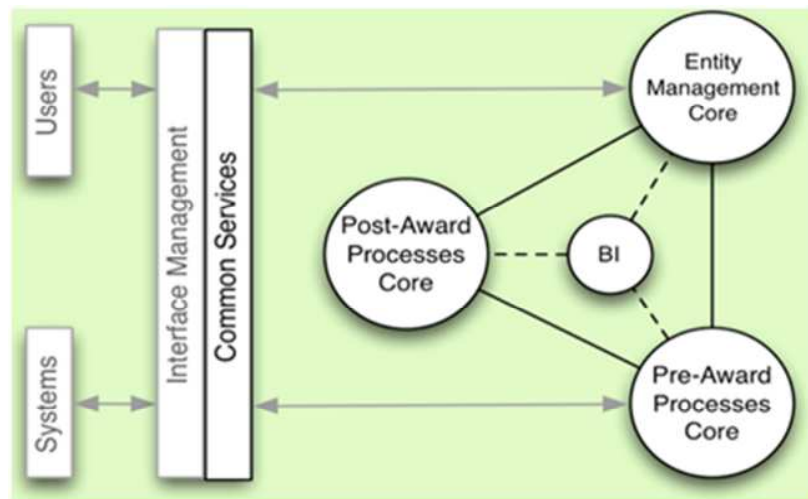 Users
Systems
Interface Management
Common Services
Entity
Management
Core
Post-Award
Processes
Core
BI
Pre-Award
Processes
Core